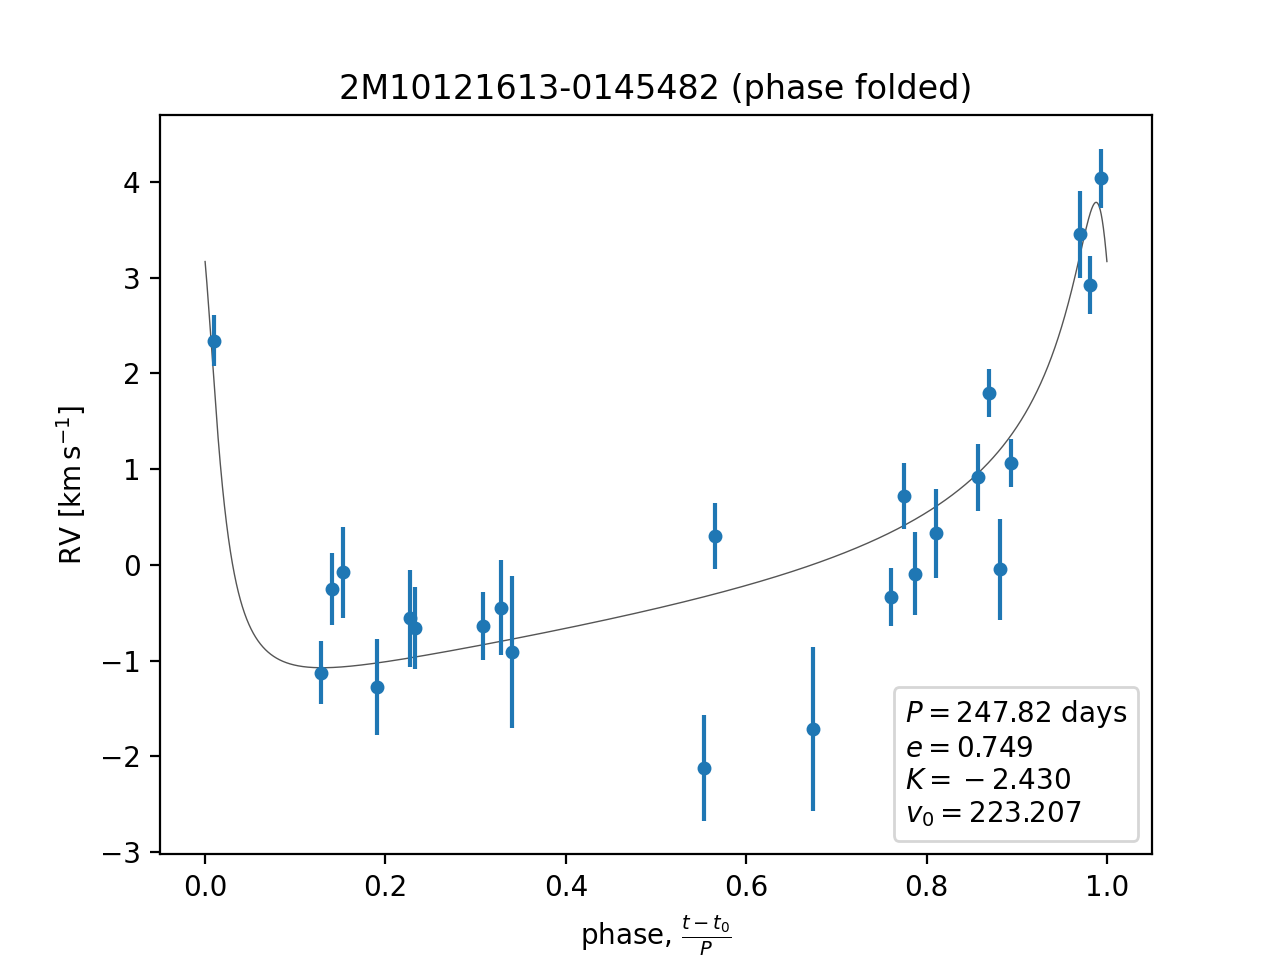 2M10121613-0145482 (phase folded)
RV [km s⁻¹]
4
3
2
1
0
−1
−2
−3
P = 247.82 days
e = 0.749
K = −2.430
v₀ = 223.207
0.0 0.2 0.4 0.6 0.8 1.0
phase, (t − t₀)/P